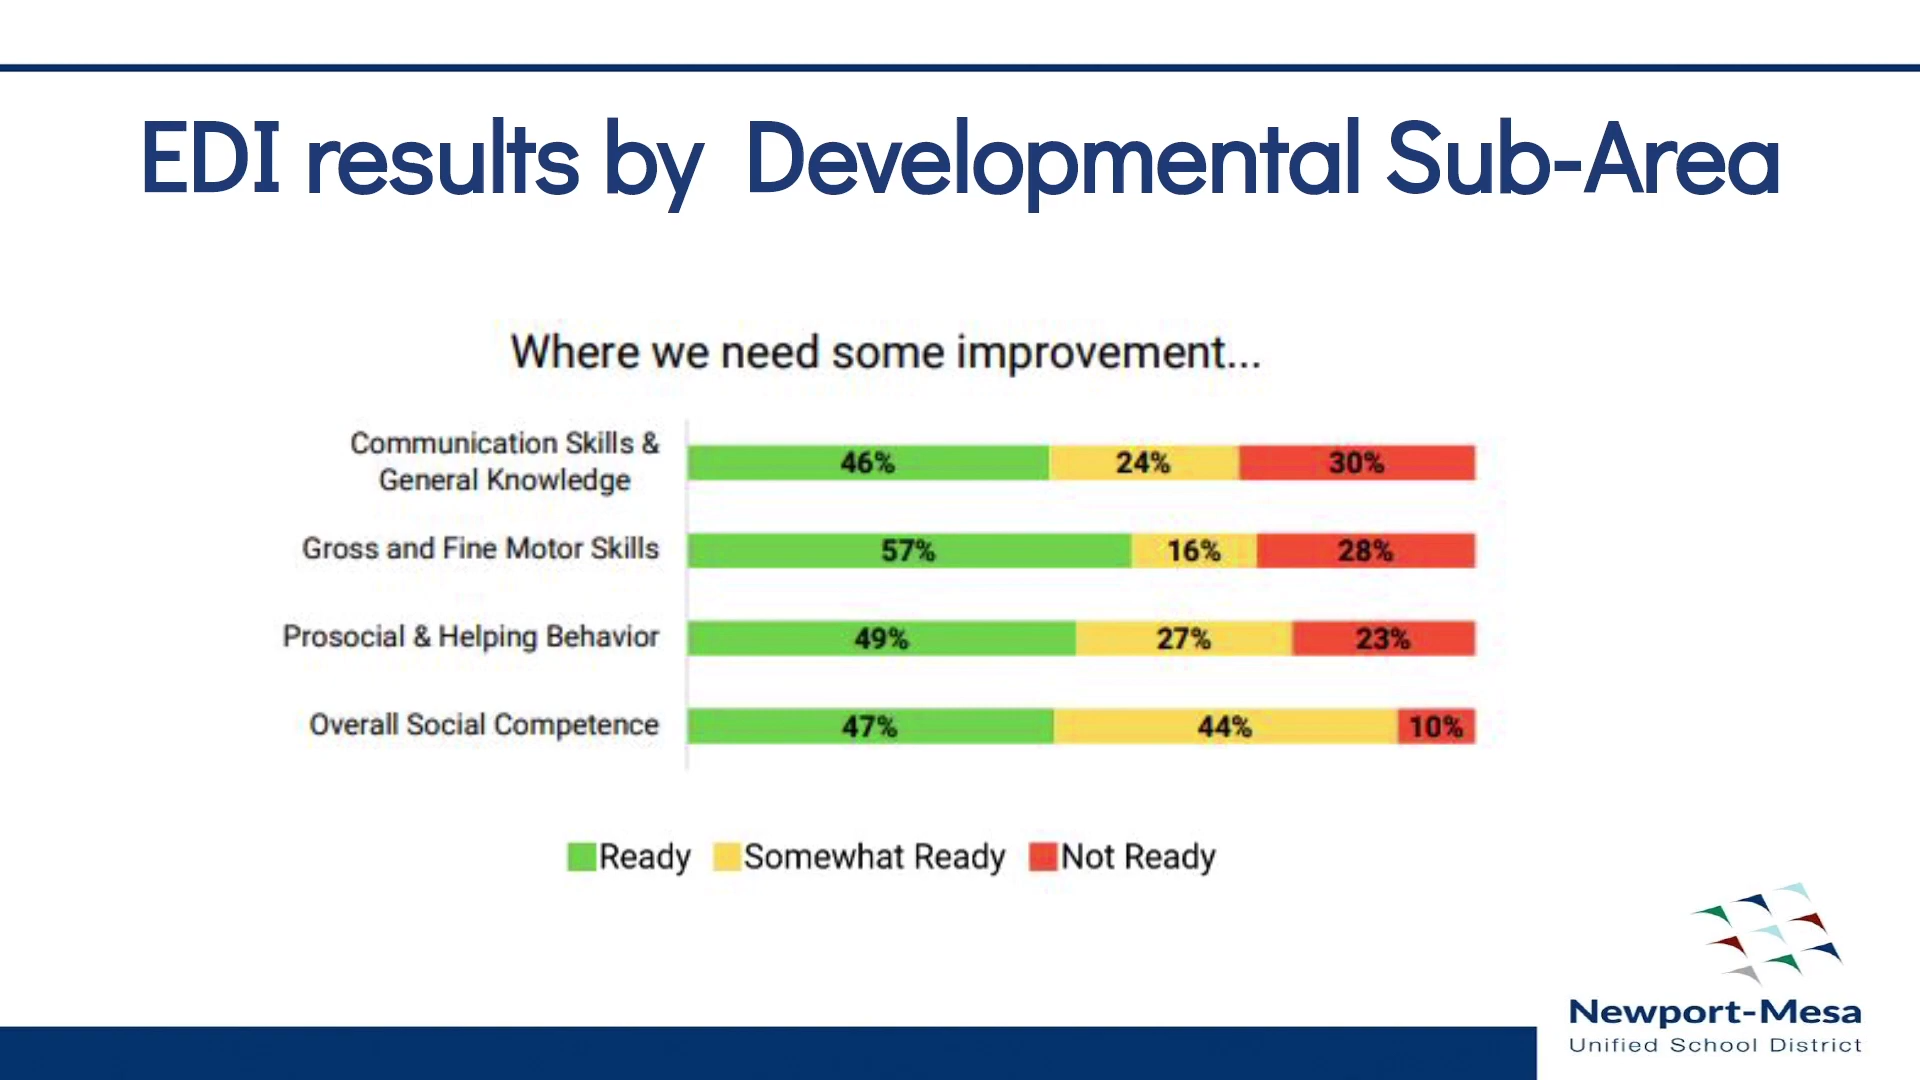 EDI results by Developmental Sub-Area
Where we need some improvement...
Communication Skills &
General Knowledge
46% 24% 30%
Gross and Fine Motor Skills 57% 16% 28%
Prosocial & Helping Behavior 49% 27% 23%
Overall Social Competence 47% 44% 10%
Ready Somewhat Ready Not Ready
Newport-Mesa
Unified School District